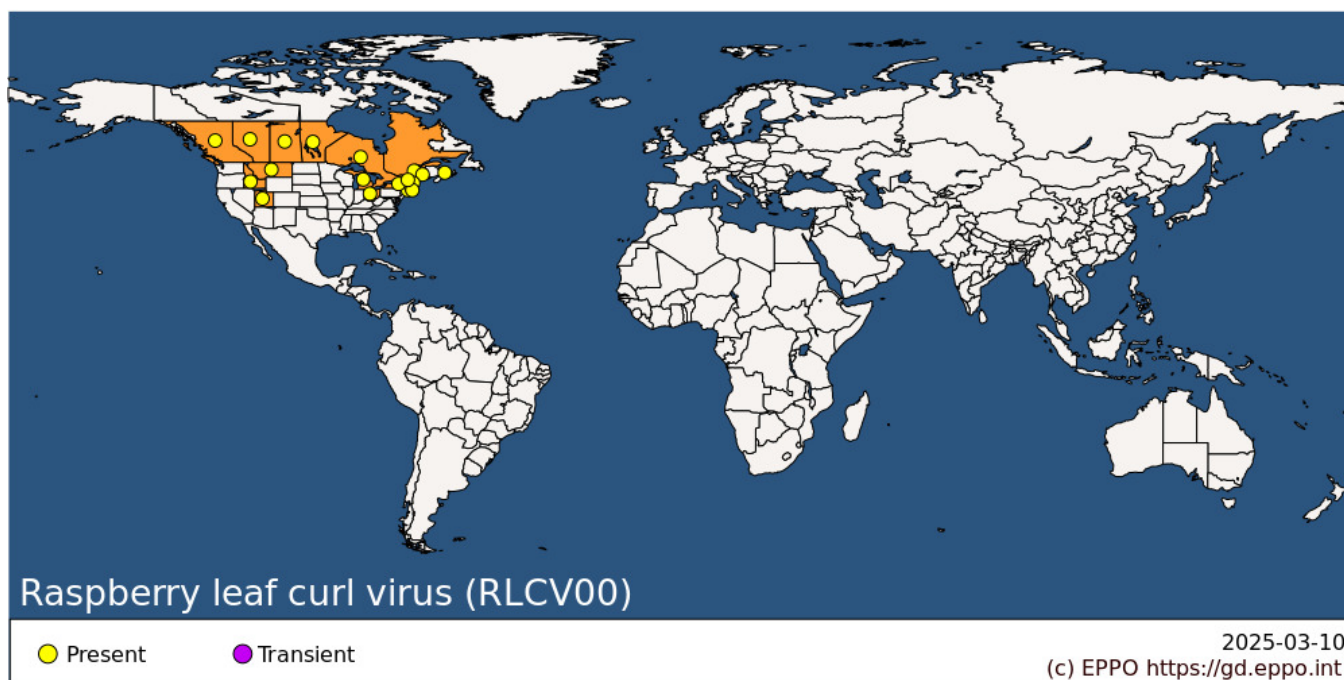 Raspberry leaf curl virus (RLCV00)
Present
Transient
2025-03-10
(c) EPPO https://gd.eppo.int